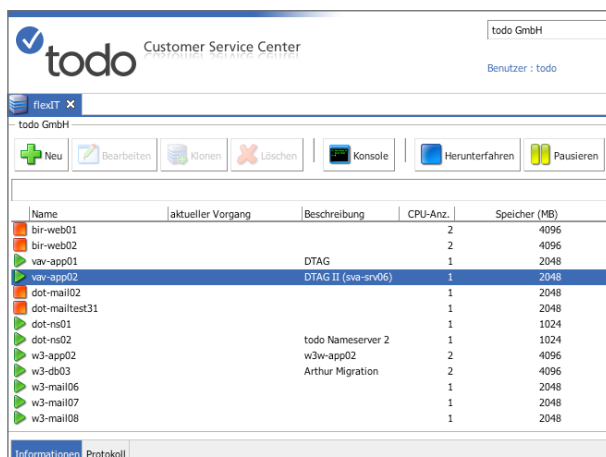 todo Customer Service Center
todo GmbH
Benutzer : todo
flexIT
todo GmbH
Neu Bearbeiten Klonen Löschen Konsole Herunterfahren Pausieren
Name aktueller Vorgang Beschreibung CPU-Anz. Speicher (MB)
bir-web01 2 4096
bir-web02 2 4096
vav-app01 DTAG 1 2048
vav-app02 DTAG II (sva-srv06) 1 2048
dot-mail02 1 2048
dot-mailtest31 1 2048
dot-ns01 1 1024
dot-ns02 todo Nameserver 2 1 1024
w3-app02 w3w-app02 2 4096
w3-db03 Arthur Migration 2 4096
w3-mail06 1 2048
w3-mail07 1 2048
w3-mail08 1 2048
Informationen Protokoll